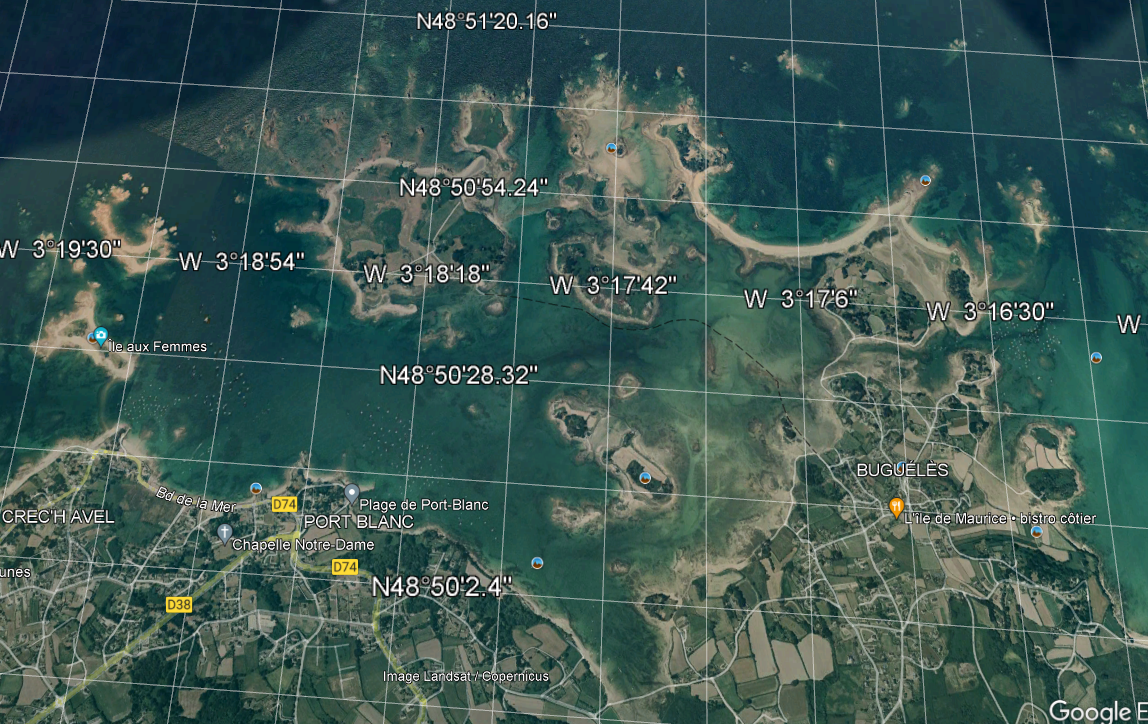 N48°51'20.16"
N48°50'54.24"
W 3°19'30"
W 3°18'54"
W 3°18'18"
W 3°17'42"
W 3°17'6"
W 3°16'30"
W
Île aux Femmes
N48°50'28.32"
BUGUÉLÈS
Bd de la Mer
D74
Plage de Port-Blanc
CREC'H AVEL
PORT BLANC
L'île de Maurice • bistro côtier
Chapelle Notre-Dame
D74
unes
N48°50'2.4"
D38
Image Landsat / Copernicus
Google E